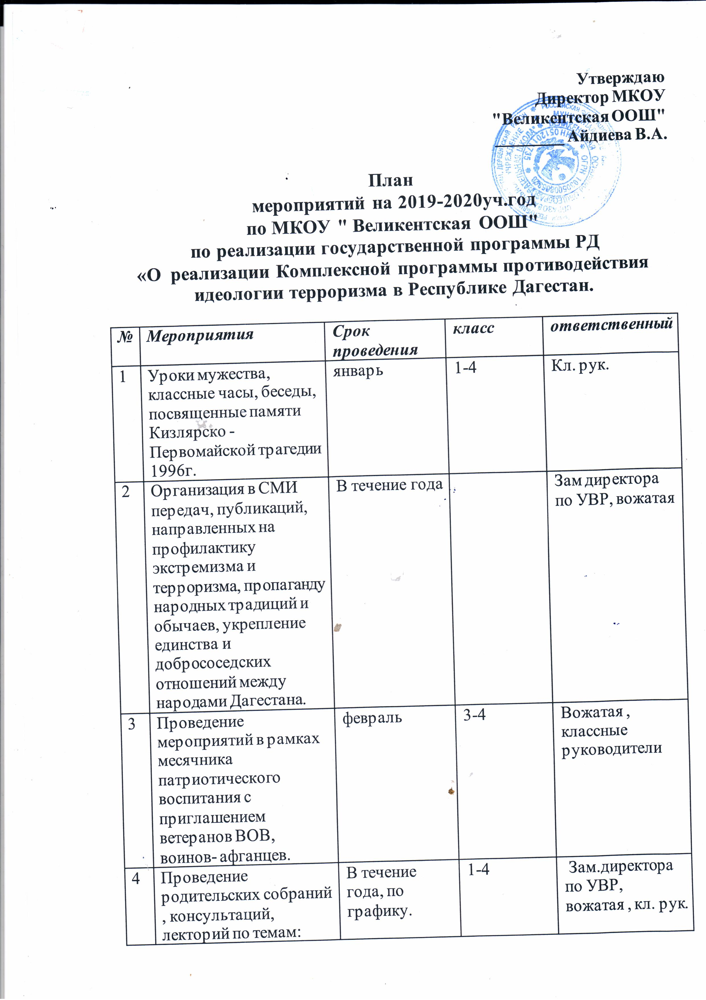 Утверждаю
Директор МКОУ
"Великентская ООШ"
________ Айдиева В.А.
План
мероприятий на 2019-2020уч.год
по МКОУ " Великентская ООШ"
по реализации государственной программы РД
«О реализации Комплексной программы противодействия
идеологии терроризма в Республике Дагестан.
№ Мероприятия Срок проведения класс ответственный
1 Уроки мужества,
классные часы, беседы,
посвященные памяти
Кизлярско -
Первомайской трагедии
1996г.
январь
1-4
Кл. рук.
2 Организация в СМИ
передач, публикаций,
направленных на
профилактику
экстремизма и
терроризма, пропаганду
народных традиций и
обычаев, укрепление
единства и
добрососедских
отношений между
народами Дагестана.
В течение года
Зам директора
по УВР, вожатая
3 Проведение
мероприятий в рамках
месячника
патриотического
воспитания с
приглашением
ветеранов ВОВ,
воинов- афганцев.
февраль
3-4
Вожатая ,
классные
руководители
4 Проведение
родительских собраний
, консультаций,
лекторий по темам:
В течение
года, по
графику.
1-4
Зам.директора
по УВР,
вожатая , кл. рук.